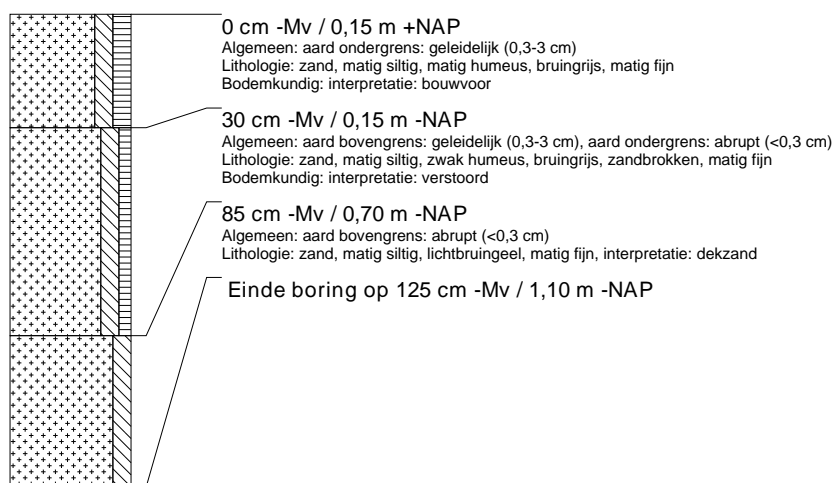 0 cm -Mv / 0,15 m +NAP
Algemeen: aard ondergrens: geleidelijk (0,3-3 cm)
Lithologie: zand, matig siltig, matig humeus, bruingrijs, matig fijn
Bodemkundig: interpretatie: bouwvoor
30 cm -Mv / 0,15 m -NAP
Algemeen: aard bovengrens: geleidelijk (0,3-3 cm), aard ondergrens: abrupt (<0,3 cm)
Lithologie: zand, matig siltig, zwak humeus, bruingrijs, zandbrokken, matig fijn
Bodemkundig: interpretatie: verstoord
85 cm -Mv / 0,70 m -NAP
Algemeen: aard bovengrens: abrupt (<0,3 cm)
Lithologie: zand, matig siltig, lichtbruingeel, matig fijn, interpretatie: dekzand
Einde boring op 125 cm -Mv / 1,10 m -NAP